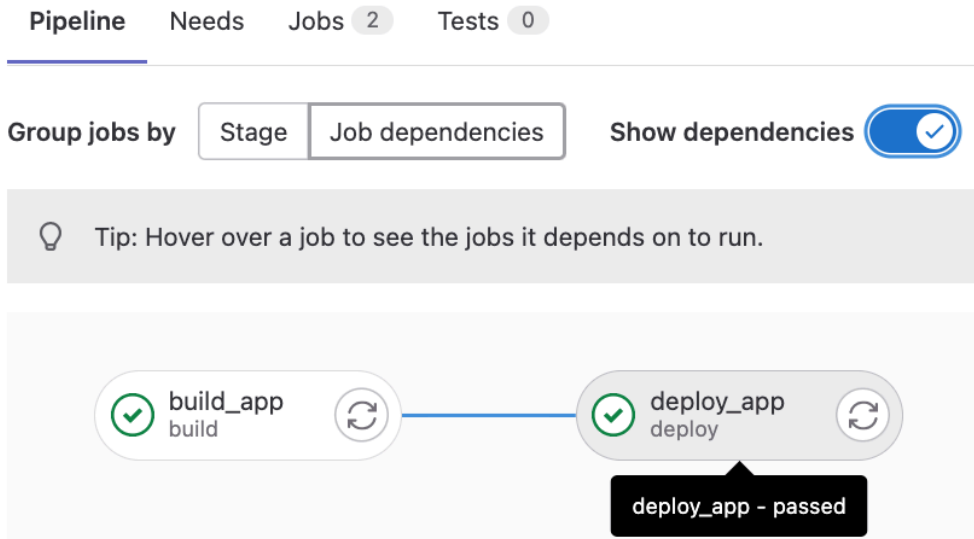 Pipeline Needs Jobs 2 Tests 0
Group jobs by Stage Job dependencies Show dependencies
Tip: Hover over a job to see the jobs it depends on to run.
build_app
build
deploy_app
deploy
deploy_app - passed